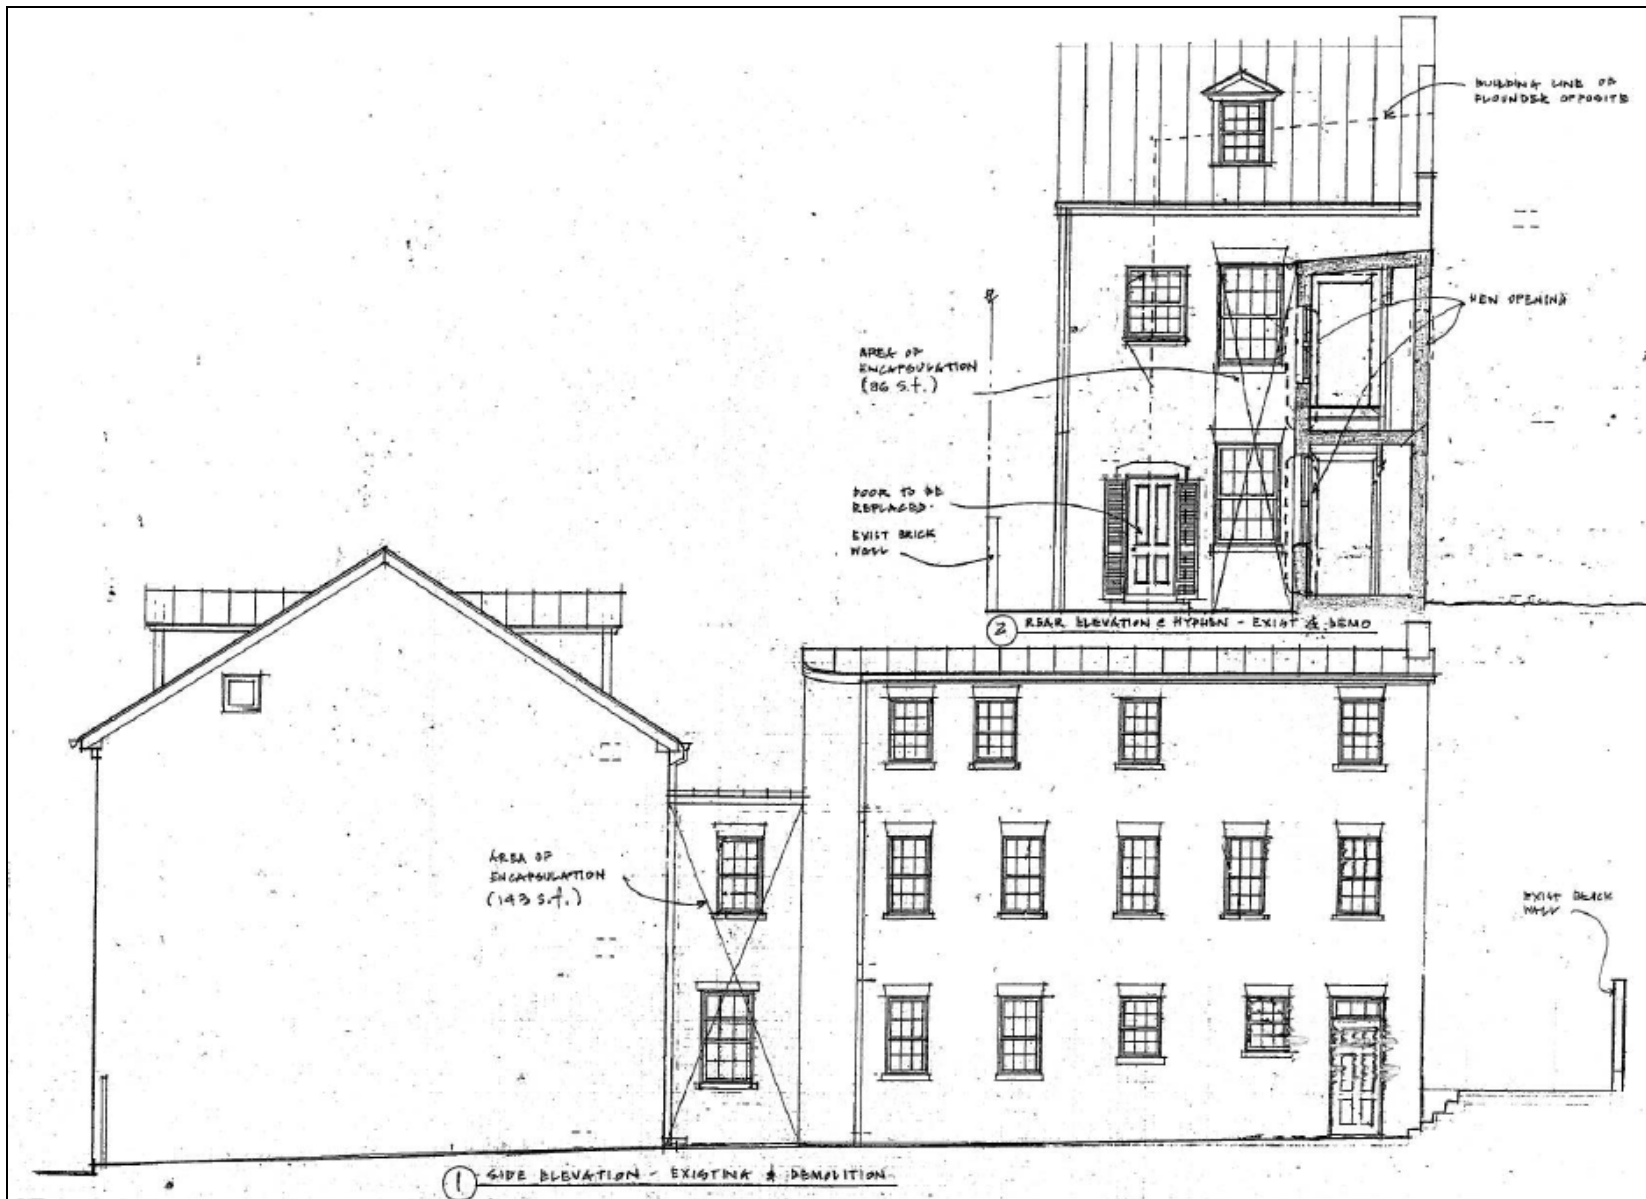 BUILDING LINE OF
FLOUNDER OPPOSITE
NEW OPENING
AREA OF
ENCAPSULATION
(86 S.f.)
DOOR TO BE
REPLACED.
EXIST BRICK
WALL
2 REAR ELEVATION @ HYPHEN - EXIST & DEMO
AREA OF
ENCAPSULATION
(143 S.f.)
EXIST BRICK
WALL
1 SIDE ELEVATION - EXISTING & DEMOLITION